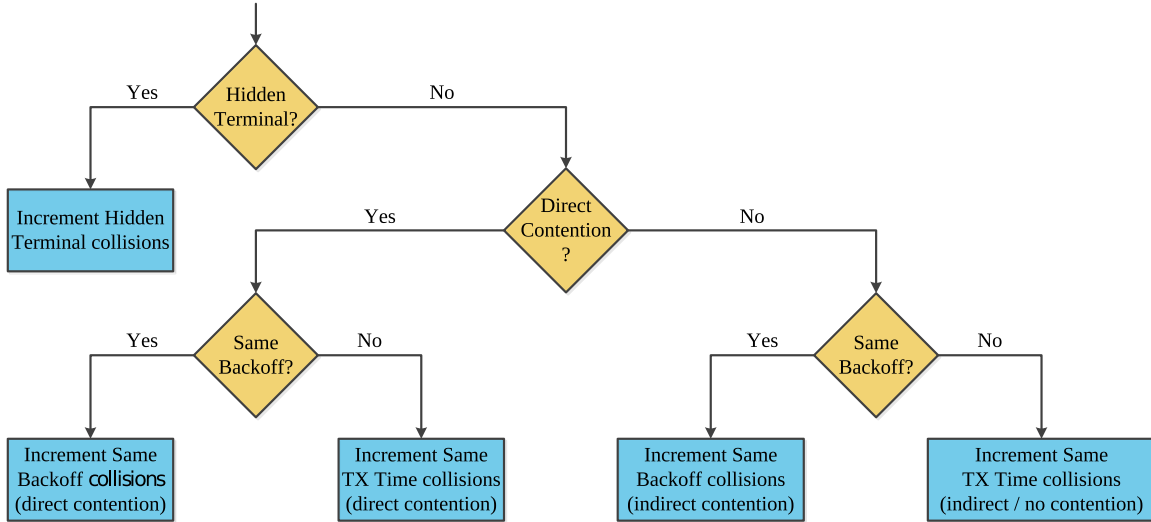 Yes
Hidden
Terminal?
No
Increment Hidden
Terminal collisions
Yes
Direct
Contention
?
No
Yes
Same
Backoff?
No
Yes
Same
Backoff?
No
Increment Same
Backoff collisions
(direct contention)
Increment Same
TX Time collisions
(direct contention)
Increment Same
Backoff collisions
(indirect contention)
Increment Same
TX Time collisions
(indirect / no contention)